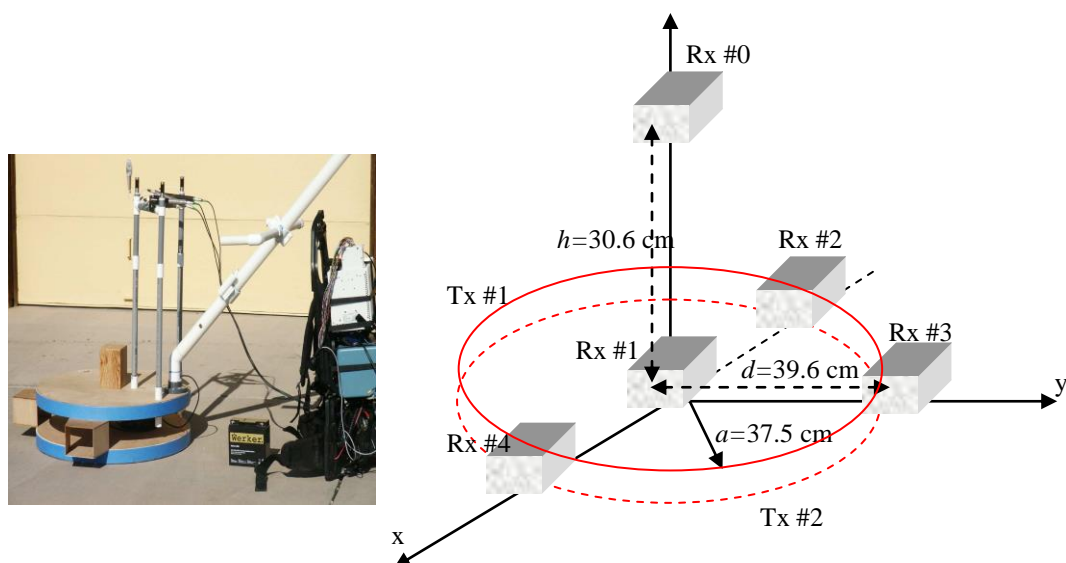 Rx #0
h=30.6 cm
Rx #2
Tx #1
Rx #1
Rx #3
d=39.6 cm
y
Rx #4
a=37.5 cm
Tx #2
x
Werker